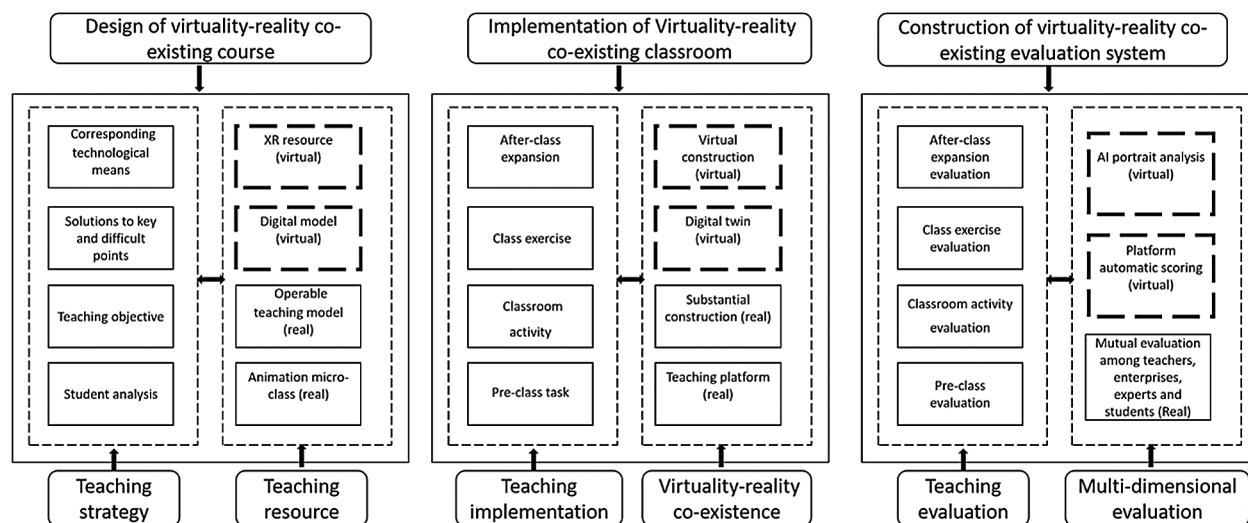 Design of virtuality-reality co-
existing course
Corresponding
technological
means
Solutions to key
and difficult
points
Teaching objective
Student analysis
XR resource
(virtual)
Digital model
(virtual)
Operable
teaching model
(real)
Animation micro-
class (real)
Teaching
strategy
Teaching
resource
Implementation of Virtuality-reality
co-existing classroom
After-class
expansion
Class exercise
Classroom
activity
Pre-class task
Virtual
construction
(virtual)
Digital twin
(virtual)
Substantial
construction (real)
Teaching platform
(real)
Teaching
implementation
Virtuality-reality
co-existence
Construction of virtuality-reality co-
existing evaluation system
After-class
expansion
evaluation
Class exercise
evaluation
Classroom activity
evaluation
Pre-class
evaluation
AI portrait analysis
(virtual)
Platform
automatic scoring
(virtual)
Mutual evaluation
among teachers,
enterprises,
experts and
students (Real)
Teaching
evaluation
Multi-dimensional
evaluation